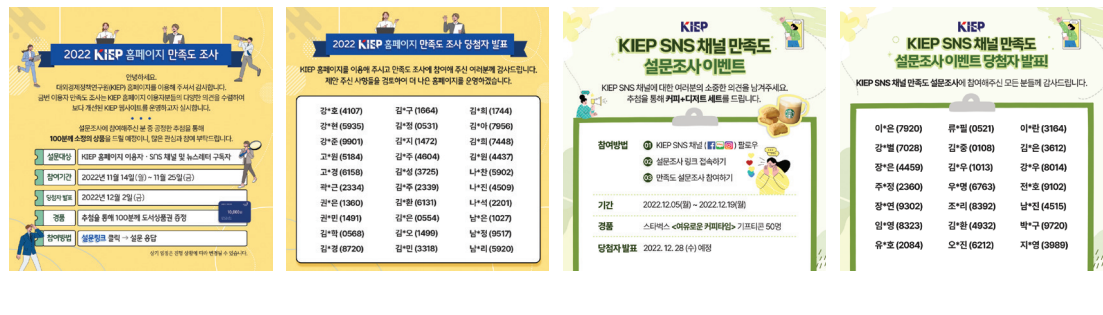 2022 KIEP 홈페이지 만족도 조사
안녕하세요.
대외경제정책연구원(KIEP) 홈페이지를 이용해 주셔서 감사합니다.
금번 이용자 만족도 조사는 KIEP 홈페이지 이용자분들의 다양한 의견을 수렴하여
보다 개선된 KIEP 웹사이트를 운영하고자 실시합니다.
설문조사에 참여해주신 분 중 공정한 추첨을 통해
100분께 소정의 상품을 드릴 예정이니, 많은 관심과 참여 부탁드립니다.
설문대상 KIEP 홈페이지 이용자 · SNS 채널 및 뉴스레터 구독자
참여기간 2022년 11월 14일(월) ~ 11월 25일(금)
당첨자 발표 2022년 12월 2일(금)
경품 추첨을 통해 100분께 도서상품권 증정
참여방법 설문링크 클릭 → 설문 응답
상기 일정은 운영 상황에 따라 변경될 수 있습니다.
2022 KIEP 홈페이지 만족도 조사 당첨자 발표
KIEP 홈페이지를 이용해 주시고 만족도 조사에 참여해 주신 여러분께 감사드립니다.
제안 주신 사항들을 검토하여 더 나은 홈페이지를 운영하겠습니다.
강*호 (4107) 김*구 (1664) 김*희 (1744)
강*현 (5935) 김*정 (0531) 김*아 (7956)
강*준 (9901) 김*지 (1472) 김*희 (7448)
고*원 (5184) 김*주 (4604) 김*원 (4437)
고*경 (6158) 김*성 (3725) 나*찬 (5902)
곽*근 (2334) 김*주 (2339) 나*진 (4509)
권*은 (1360) 김*환 (6131) 나*석 (2201)
권*민 (1491) 김*은 (0554) 남*은 (1027)
김*학 (0568) 김*오 (1499) 남*정 (9517)
김*경 (8720) 김*민 (3318) 남*리 (5920)
KIEP
KIEP SNS 채널 만족도
설문조사 이벤트
KIEP SNS 채널에 대한 여러분의 소중한 의견을 남겨주세요.
추첨을 통해 커피+디저트 세트를 드립니다.
참여방법 01 KIEP SNS 채널 ( ) 팔로우
02 설문조사 링크 접속하기
03 만족도 설문조사 참여하기
기간 2022.12.05(월) ~ 2022.12.19(월)
경품 스타벅스 <여유로운 커피타임> 기프티콘 50명
당첨자 발표 2022. 12. 28 (수) 예정
KIEP
KIEP SNS 채널 만족도
설문조사 이벤트 당첨자 발표!
KIEP SNS 채널 만족도 설문조사에 참여해주신 모든 분들께 감사드립니다.
이*은 (7920) 류*필 (0521) 이*란 (3164)
강*벌 (7028) 김*중 (0108) 김*은 (3612)
장*은 (4459) 김*우 (1013) 강*우 (8014)
주*정 (2360) 우*명 (6763) 전*호 (9102)
장*연 (9302) 조*리 (8392) 남*진 (4515)
임*영 (8323) 김*환 (4932) 박*구 (9720)
유*호 (2084) 오*진 (6212) 지*영 (3989)